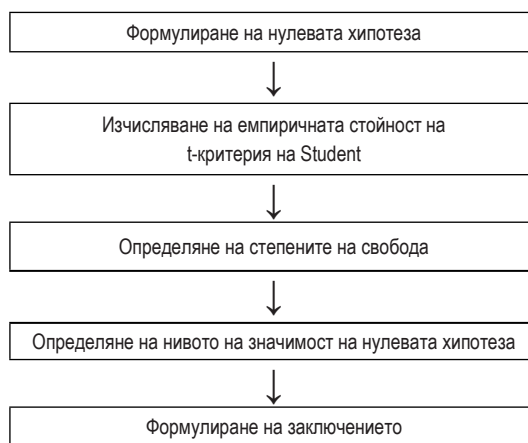 Формулиране на нулевата хипотеза
Изчисляване на емпиричната стойност на
t-критерия на Student
Определяне на степените на свобода
Определяне на нивото на значимост на нулевата хипотеза
Формулиране на заключението